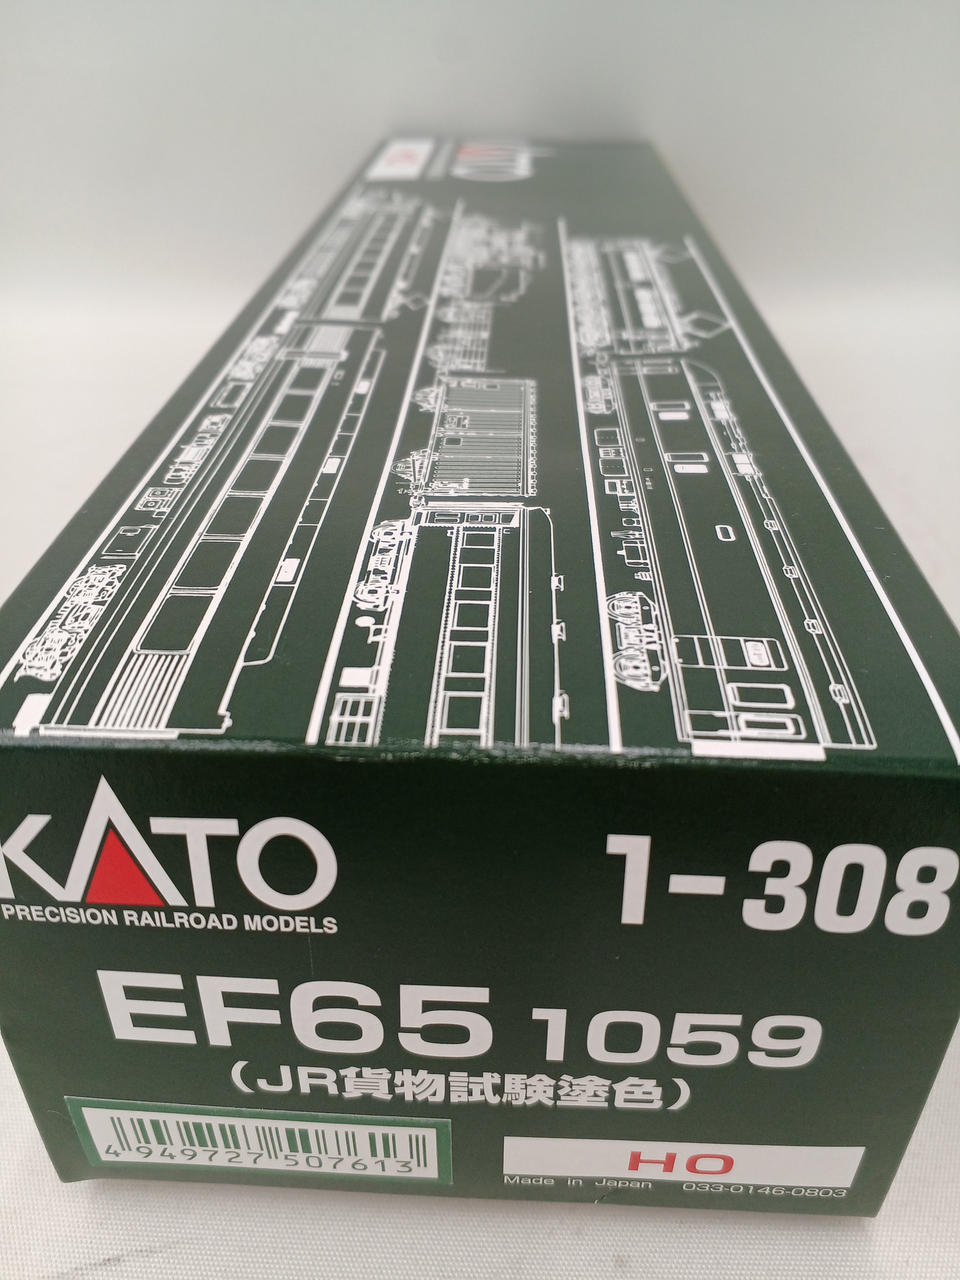 KATO
PRECISION RAILROAD MODELS
1-308
EF65 1059
(JR貨物試験塗色)
4949727507613
HO
Made in Japan 033-0146-0803